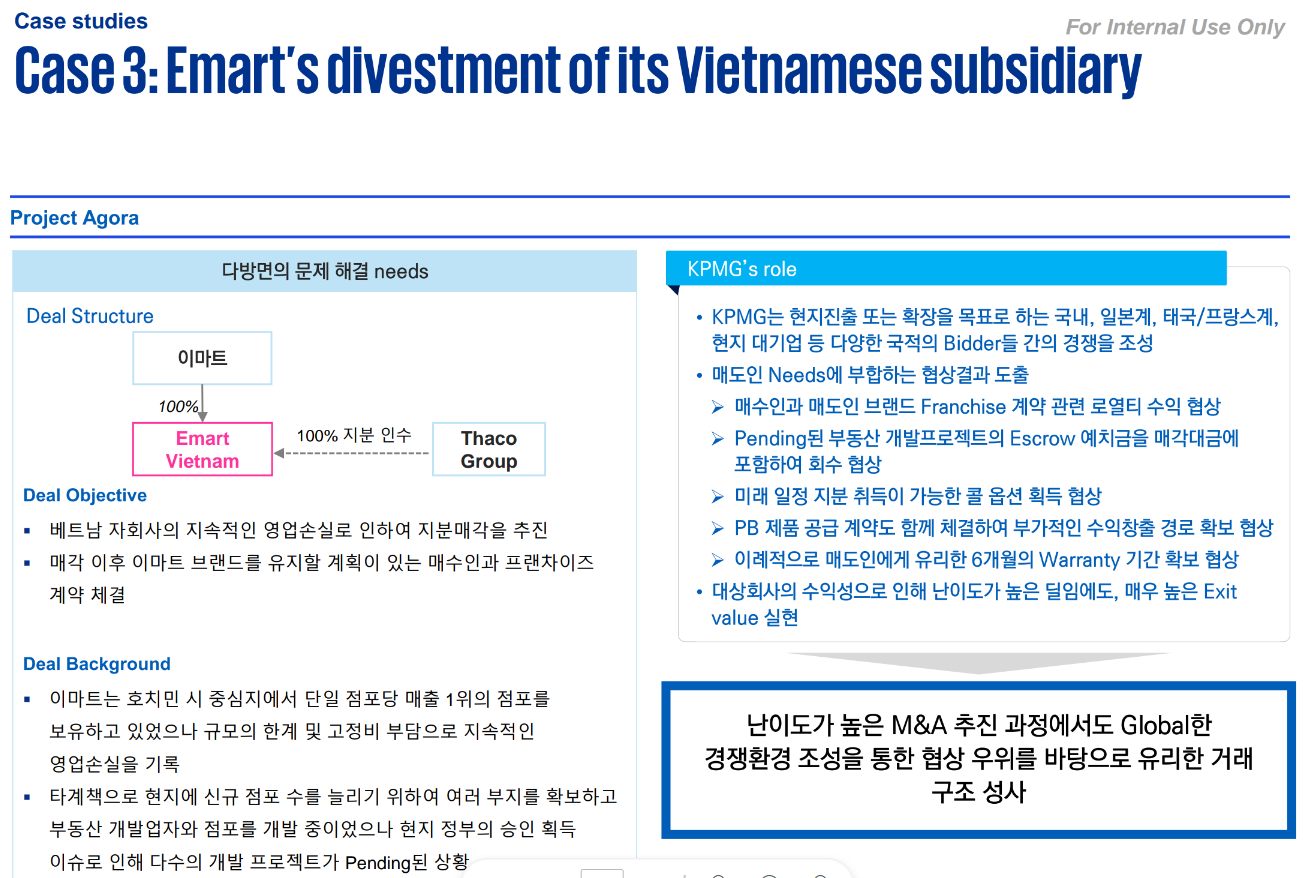 Case studies
For Internal Use Only
Case 3: Emart's divestment of its Vietnamese subsidiary
Project Agora
다방면의 문제 해결 needs
Deal Structure
이마트
100%
Emart
Vietnam
100% 지분 인수
Thaco
Group
Deal Objective
▪ 베트남 자회사의 지속적인 영업손실로 인하여 지분매각을 추진
▪ 매각 이후 이마트 브랜드를 유지할 계획이 있는 매수인과 프랜차이즈
계약 체결
Deal Background
▪ 이마트는 호치민 시 중심지에서 단일 점포당 매출 1위의 점포를
보유하고 있었으나 규모의 한계 및 고정비 부담으로 지속적인
영업손실을 기록
▪ 타계책으로 현지에 신규 점포 수를 늘리기 위하여 여러 부지를 확보하고
부동산 개발업자와 점포를 개발 중이었으나 현지 정부의 승인 획득
이슈로 인해 다수의 개발 프로젝트가 Pending된 상황
KPMG's role
• KPMG는 현지진출 또는 확장을 목표로 하는 국내, 일본계, 태국/프랑스계,
현지 대기업 등 다양한 국적의 Bidder들 간의 경쟁을 조성
• 매도인 Needs에 부합하는 협상결과 도출
➢ 매수인과 매도인 브랜드 Franchise 계약 관련 로열티 수익 협상
➢ Pending된 부동산 개발프로젝트의 Escrow 예치금을 매각대금에
포함하여 회수 협상
➢ 미래 일정 지분 취득이 가능한 콜 옵션 획득 협상
➢ PB 제품 공급 계약도 함께 체결하여 부가적인 수익창출 경로 확보 협상
➢ 이례적으로 매도인에게 유리한 6개월의 Warranty 기간 확보 협상
• 대상회사의 수익성으로 인해 난이도가 높은 딜임에도, 매우 높은 Exit
value 실현
난이도가 높은 M&A 추진 과정에서도 Global한
경쟁환경 조성을 통한 협상 우위를 바탕으로 유리한 거래
구조 성사